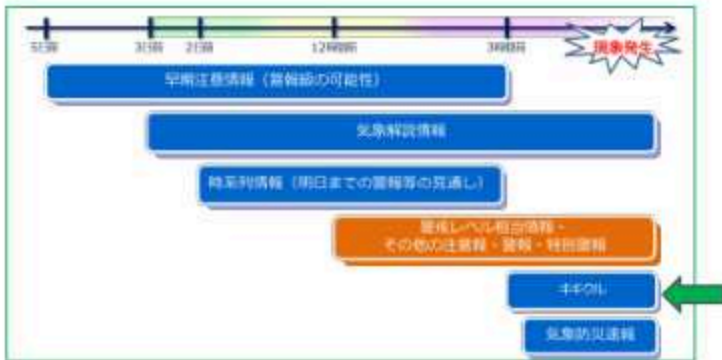 5日前 3日前 2日前 12時間前 3時間前 現象発生
早期注意情報（警報級の可能性）
気象解説情報
時系列情報（明日までの警報等の見通し）
警戒レベル相当情報・
その他の注意報・警報・特別警報
キキクル
気象防災速報